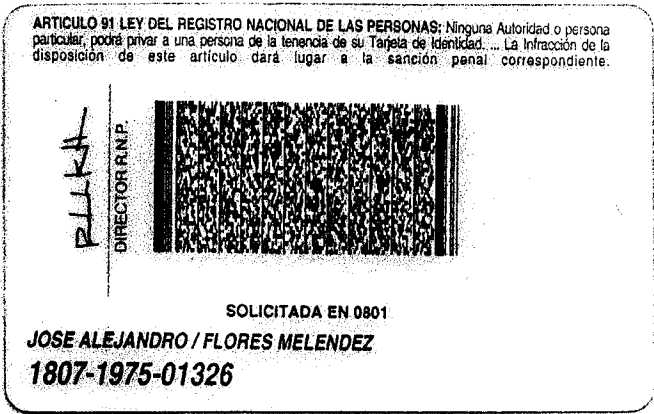 ARTICULO 91 LEY DEL REGISTRO NACIONAL DE LAS PERSONAS: Ninguna Autoridad o persona
particular, podrá privar a una persona de la tenencia de su Tarjeta de Identidad. ... La Infracción de la
disposición de este artículo dará lugar a la sanción penal correspondiente.
DIRECTOR R.N.P.
SOLICITADA EN 0801
JOSE ALEJANDRO / FLORES MELENDEZ
1807-1975-01326